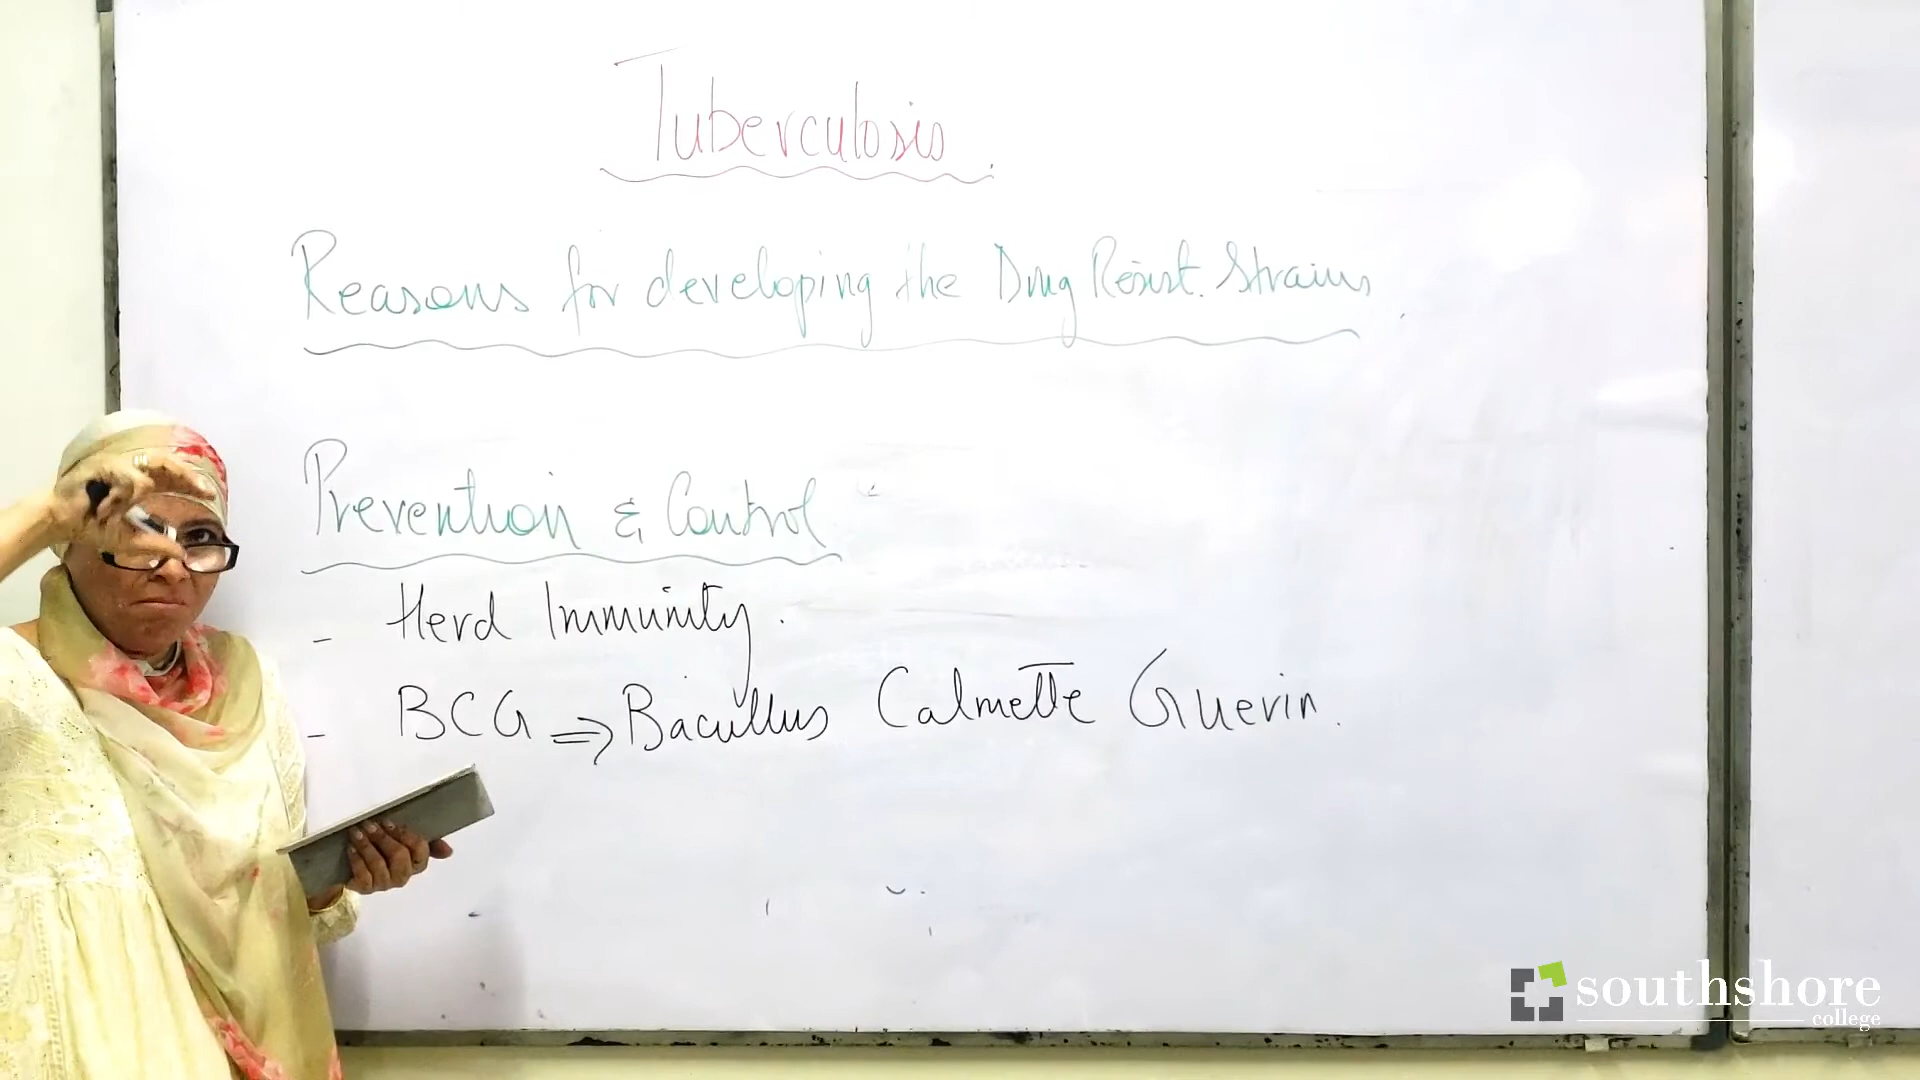 Tuberculosis.
Reasons for developing the Drug Resist. Strains
Prevention & Control
- Herd Immunity.
- BCG ⇒ Bacillus Calmette Guerin.
southshore
college